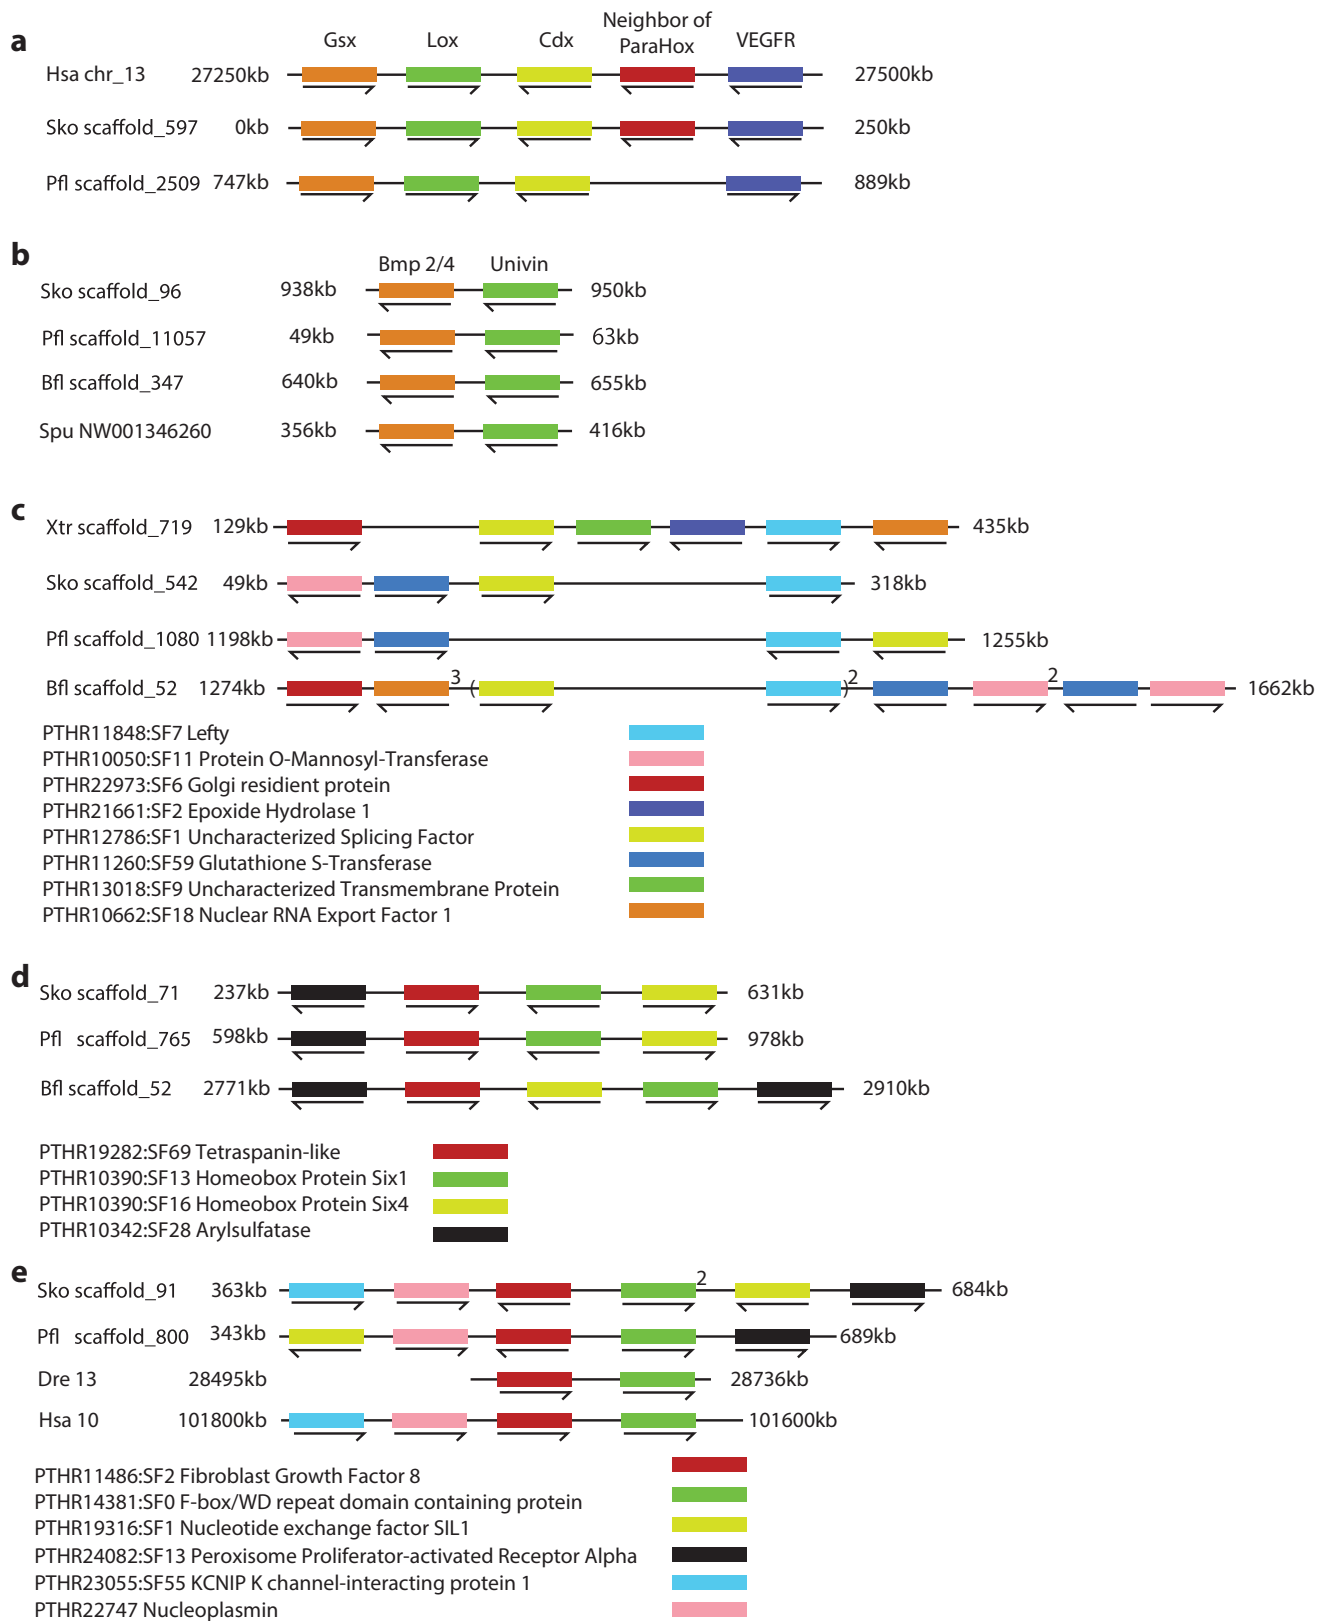 a
Gsx Lox Cdx Neighbor of ParaHox VEGFR
Hsa chr_13 27250kb 27500kb
Sko scaffold_597 0kb 250kb
Pfl scaffold_2509 747kb 889kb
b
Bmp 2/4 Univin
Sko scaffold_96 938kb 950kb
Pfl scaffold_11057 49kb 63kb
Bfl scaffold_347 640kb 655kb
Spu NW001346260 356kb 416kb
c
Xtr scaffold_719 129kb 435kb
Sko scaffold_542 49kb 318kb
Pfl scaffold_1080 1198kb 1255kb
Bfl scaffold_52 1274kb 3 ( )2 2 1662kb
PTHR11848:SF7 Lefty
PTHR10050:SF11 Protein O-Mannosyl-Transferase
PTHR22973:SF6 Golgi residient protein
PTHR21661:SF2 Epoxide Hydrolase 1
PTHR12786:SF1 Uncharacterized Splicing Factor
PTHR11260:SF59 Glutathione S-Transferase
PTHR13018:SF9 Uncharacterized Transmembrane Protein
PTHR10662:SF18 Nuclear RNA Export Factor 1
d
Sko scaffold_71 237kb 631kb
Pfl scaffold_765 598kb 978kb
Bfl scaffold_52 2771kb 2910kb
PTHR19282:SF69 Tetraspanin-like
PTHR10390:SF13 Homeobox Protein Six1
PTHR10390:SF16 Homeobox Protein Six4
PTHR10342:SF28 Arylsulfatase
e
Sko scaffold_91 363kb 2 684kb
Pfl scaffold_800 343kb 689kb
Dre 13 28495kb 28736kb
Hsa 10 101800kb 101600kb
PTHR11486:SF2 Fibroblast Growth Factor 8
PTHR14381:SF0 F-box/WD repeat domain containing protein
PTHR19316:SF1 Nucleotide exchange factor SIL1
PTHR24082:SF13 Peroxisome Proliferator-activated Receptor Alpha
PTHR23055:SF55 KCNIP K channel-interacting protein 1
PTHR22747 Nucleoplasmin